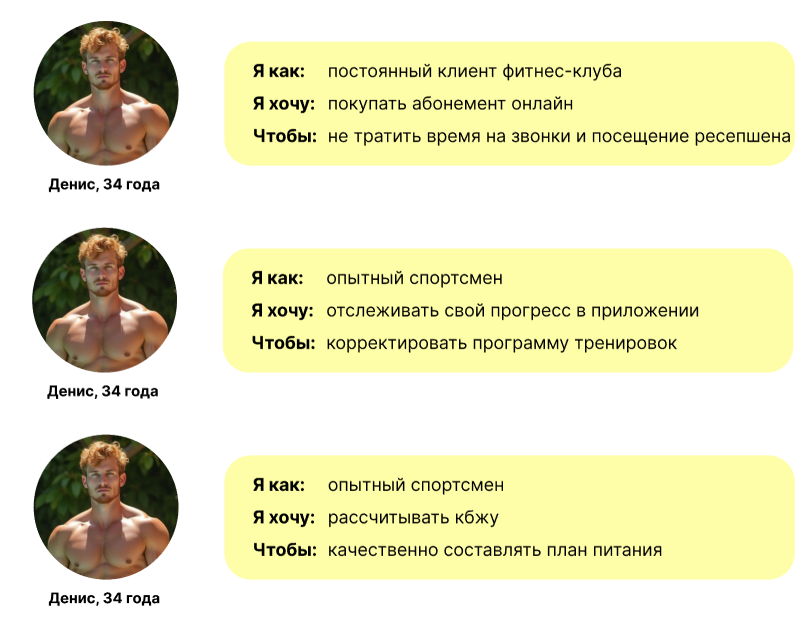 Я как: постоянный клиент фитнес-клуба
Я хочу: покупать абонемент онлайн
Чтобы: не тратить время на звонки и посещение ресепшена
Денис, 34 года
Я как: опытный спортсмен
Я хочу: отслеживать свой прогресс в приложении
Чтобы: корректировать программу тренировок
Денис, 34 года
Я как: опытный спортсмен
Я хочу: рассчитывать кбжу
Чтобы: качественно составлять план питания
Денис, 34 года